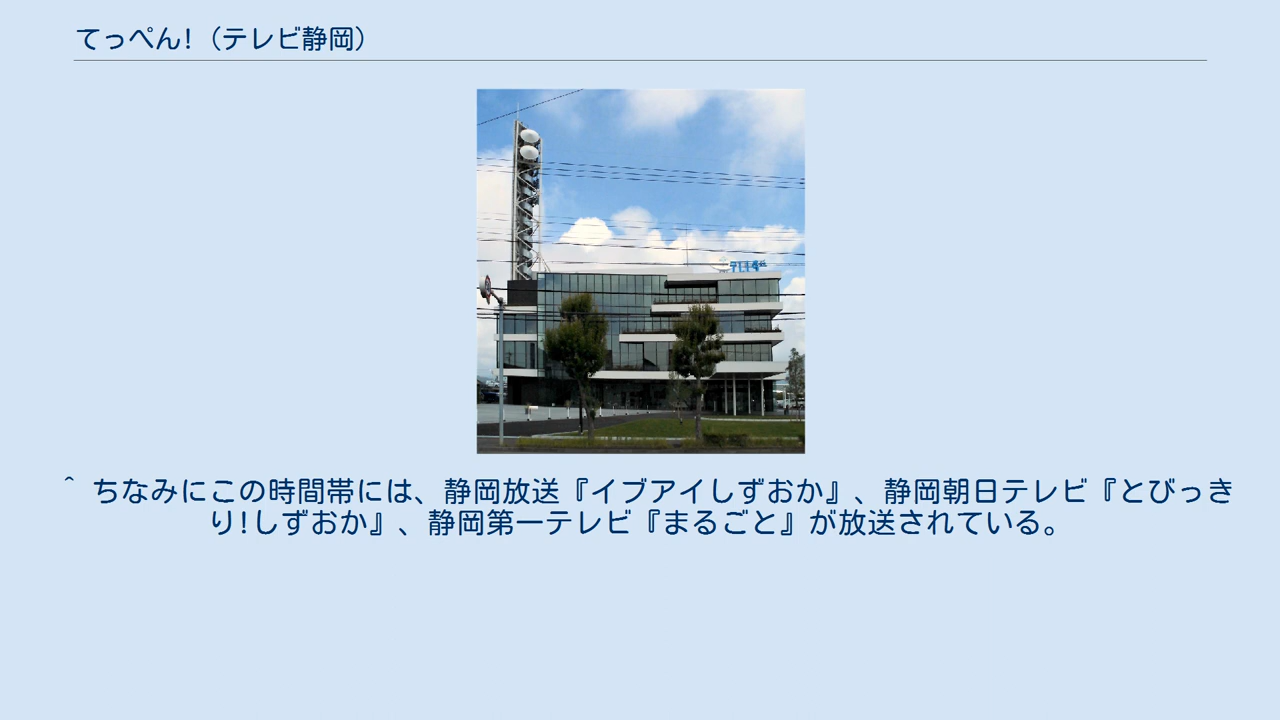 てっぺん!（テレビ静岡）
^ ちなみにこの時間帯には、静岡放送『イブアイしずおか』、静岡朝日テレビ『とびっき
り!しずおか』、静岡第一テレビ『まるごと』が放送されている。